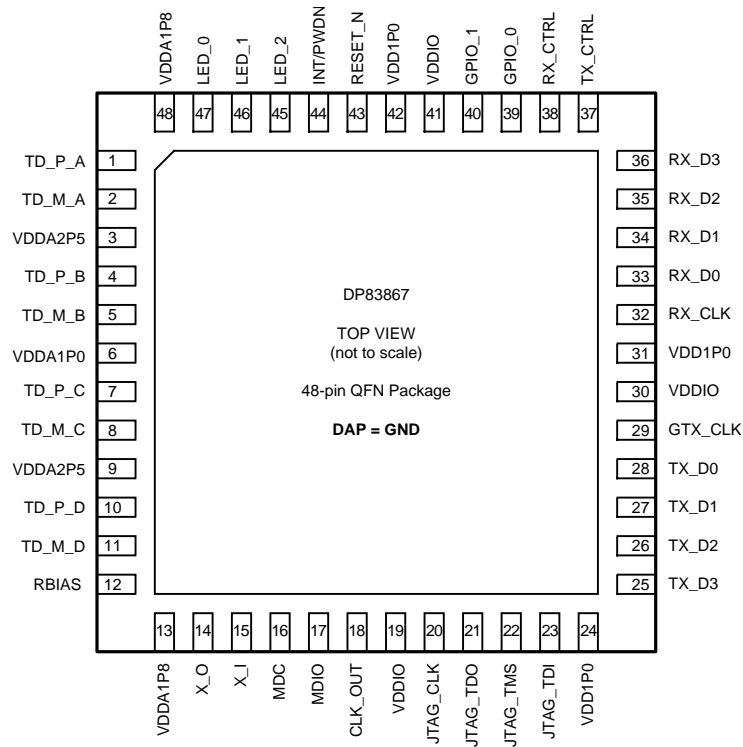 VDDA1P8
LED_0
LED_1
LED_2
INT/PWDN
RESET_N
VDD1P0
VDDIO
GPIO_1
GPIO_0
RX_CTRL
TX_CTRL
48
47
46
45
44
43
42
41
40
39
38
37
TD_P_A 1
TD_M_A 2
VDDA2P5 3
TD_P_B 4
TD_M_B 5
VDDA1P0 6
TD_P_C 7
TD_M_C 8
VDDA2P5 9
TD_P_D 10
TD_M_D 11
RBIAS 12
DP83867
TOP VIEW
(not to scale)
48-pin QFN Package
DAP = GND
36 RX_D3
35 RX_D2
34 RX_D1
33 RX_D0
32 RX_CLK
31 VDD1P0
30 VDDIO
29 GTX_CLK
28 TX_D0
27 TX_D1
26 TX_D2
25 TX_D3
13
14
15
16
17
18
19
20
21
22
23
24
VDDA1P8
X_O
X_I
MDC
MDIO
CLK_OUT
VDDIO
JTAG_CLK
JTAG_TDO
JTAG_TMS
JTAG_TDI
VDD1P0